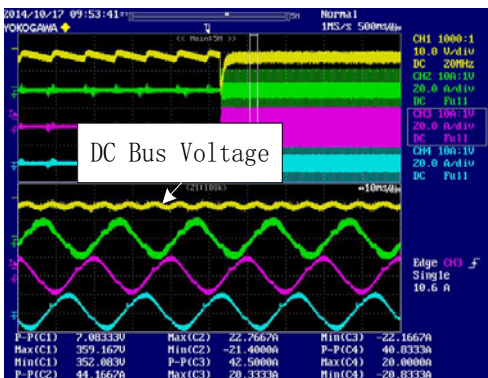 2014/10/17 09:53:41
Normal
YOKOGAWA
<< Main:5M >>
1MS/s 500ms/div
CH1 1000:1
10.0 V/div
DC 20MHz
CH2 10A:1V
20.0 A/div
DC Full
CH3 10A:1V
20.0 A/div
DC Full
CH4 10A:1V
20.0 A/div
DC Full
DC Bus Voltage
10ms/div
Edge CH3
Single
10.6 A
P-P(C1) 7.08333V Max(C2) 22.7667A Min(C3) -22.1667A
Max(C1) 359.167V Min(C2) -21.4000A P-P(C4) 40.8333A
Min(C1) 352.083V P-P(C3) 42.5000A Max(C4) 20.0000A
P-P(C2) 44.1667A Max(C3) 20.3333A Min(C4) -20.8333A